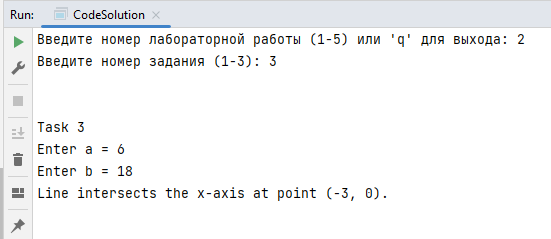 Run: CodeSolution
Введите номер лабораторной работы (1-5) или 'q' для выхода: 2
Введите номер задания (1-3): 3
Task 3
Enter a = 6
Enter b = 18
Line intersects the x-axis at point (-3, 0).